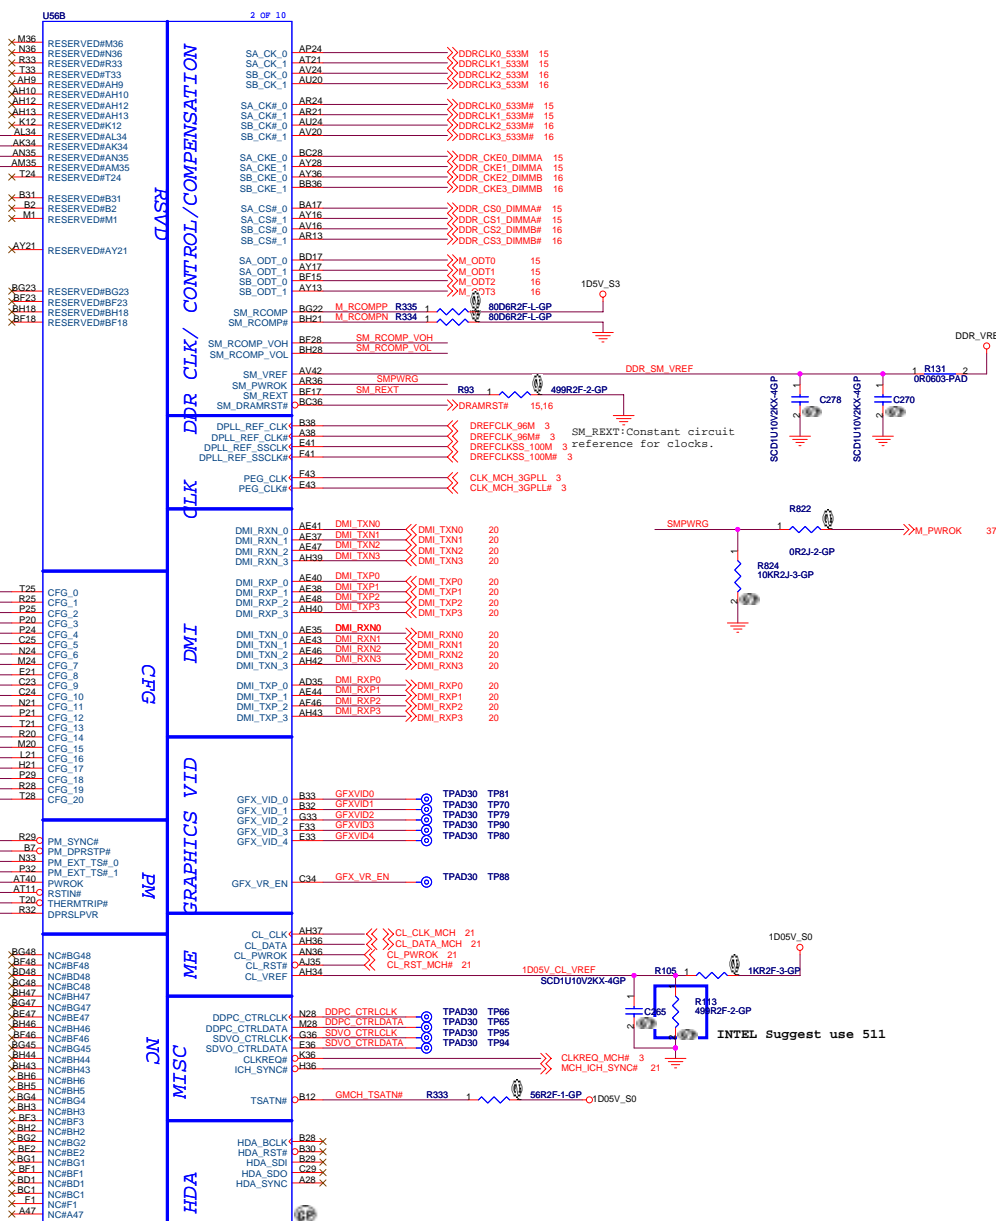 U56B
2 OF 10
M36 RESERVED#M36
N36 RESERVED#N36
R33 RESERVED#R33
T33 RESERVED#T33
AH9 RESERVED#AH9
AH10 RESERVED#AH10
AH12 RESERVED#AH12
AH13 RESERVED#AH13
K12 RESERVED#K12
AL34 RESERVED#AL34
AK34 RESERVED#AK34
AN35 RESERVED#AN35
AM35 RESERVED#AM35
T24 RESERVED#T24
B31 RESERVED#B31
B2 RESERVED#B2
M1 RESERVED#M1
AY21 RESERVED#AY21
BG23 RESERVED#BG23
BF23 RESERVED#BF23
BH18 RESERVED#BH18
BF18 RESERVED#BF18
RSVD
T25 CFG_0
R25 CFG_1
P25 CFG_2
P20 CFG_3
P24 CFG_4
C25 CFG_5
N24 CFG_6
M24 CFG_7
E21 CFG_8
C23 CFG_9
C24 CFG_10
N21 CFG_11
P21 CFG_12
T21 CFG_13
R20 CFG_14
M20 CFG_15
L21 CFG_16
H21 CFG_17
P29 CFG_18
R28 CFG_19
T28 CFG_20
CFG
R29 PM_SYNC#
B7 PM_DPRSTP#
N33 PM_EXT_TS#_0
P32 PM_EXT_TS#_1
AT40 PWROK
AT11 RSTIN#
T20 THERMTRIP#
R32 DPRSLPVR
PM
BG48 NC#BG48
BF48 NC#BF48
BD48 NC#BD48
BC48 NC#BC48
BH47 NC#BH47
BG47 NC#BG47
BE47 NC#BE47
BH46 NC#BH46
BF46 NC#BF46
BG45 NC#BG45
BH44 NC#BH44
BH43 NC#BH43
BH6 NC#BH6
BH5 NC#BH5
BG4 NC#BG4
BH3 NC#BH3
BF3 NC#BF3
BH2 NC#BH2
BG2 NC#BG2
BE2 NC#BE2
BG1 NC#BG1
BF1 NC#BF1
BD1 NC#BD1
BC1 NC#BC1
F1 NC#F1
A47 NC#A47
NC
DDR CLK/ CONTROL/COMPENSATION
SA_CK_0 AP24 DDRCLK0_533M 15
SA_CK_1 AT21 DDRCLK1_533M 15
SB_CK_0 AV24 DDRCLK2_533M 16
SB_CK_1 AU20 DDRCLK3_533M 16
SA_CK#_0 AR24 DDRCLK0_533M# 15
SA_CK#_1 AR21 DDRCLK1_533M# 15
SB_CK#_0 AU24 DDRCLK2_533M# 16
SB_CK#_1 AV20 DDRCLK3_533M# 16
SA_CKE_0 BC28 DDR_CKE0_DIMMA 15
SA_CKE_1 AY28 DDR_CKE1_DIMMA 15
SB_CKE_0 AY36 DDR_CKE2_DIMMB 16
SB_CKE_1 BB36 DDR_CKE3_DIMMB 16
SA_CS#_0 BA17 DDR_CS0_DIMMA# 15
SA_CS#_1 AY16 DDR_CS1_DIMMA# 15
SB_CS#_0 AV16 DDR_CS2_DIMMB# 16
SB_CS#_1 AR13 DDR_CS3_DIMMB# 16
SA_ODT_0 BD17 M_ODT0 15
SA_ODT_1 AY17 M_ODT1 15
SB_ODT_0 BF15 M_ODT2 16
SB_ODT_1 AY13 M_ODT3 16
1D5V_S3
SM_RCOMP BG22 M_RCOMPP R335 1 80D6R2F-L-GP
SM_RCOMP# BH21 M_RCOMPN R334 1 80D6R2F-L-GP
SM_RCOMP_VOH BF28 SM_RCOMP_VOH
SM_RCOMP_VOL BH28 SM_RCOMP_VOL
SM_VREF AV42 DDR_SM_VREF
SM_PWROK AR36 SMPWRG
SM_REXT BF17 SM_REXT R93 1 499R2F-2-GP
SM_DRAMRST# BC36 DRAMRST# 15,16
DDR_VRE
R131
1 0R0603-PAD 2
1 C278 2 SCD1U10V2KX-4GP
1 C270 2 SCD1U10V2KX-4GP
SM_REXT:Constant circuit
reference for clocks.
CLK
DPLL_REF_CLK B38 DREFCLK_96M 3
DPLL_REF_CLK# A38 DREFCLK_96M# 3
DPLL_REF_SSCLK E41 DREFCLKSS_100M 3
DPLL_REF_SSCLK# F41 DREFCLKSS_100M# 3
PEG_CLK F43 CLK_MCH_3GPLL 3
PEG_CLK# E43 CLK_MCH_3GPLL# 3
SMPWRG 1 R822 0R2J-2-GP M_PWROK 37
1 R824 10KR2J-3-GP 2
DMI
DMI_RXN_0 AE41 DMI_TXN0 DMI_TXN0 20
DMI_RXN_1 AE37 DMI_TXN1 DMI_TXN1 20
DMI_RXN_2 AE47 DMI_TXN2 DMI_TXN2 20
DMI_RXN_3 AH39 DMI_TXN3 DMI_TXN3 20
DMI_RXP_0 AE40 DMI_TXP0 DMI_TXP0 20
DMI_RXP_1 AE38 DMI_TXP1 DMI_TXP1 20
DMI_RXP_2 AE48 DMI_TXP2 DMI_TXP2 20
DMI_RXP_3 AH40 DMI_TXP3 DMI_TXP3 20
DMI_TXN_0 AE35 DMI_RXN0 DMI_RXN0 20
DMI_TXN_1 AE43 DMI_RXN1 DMI_RXN1 20
DMI_TXN_2 AE46 DMI_RXN2 DMI_RXN2 20
DMI_TXN_3 AH42 DMI_RXN3 DMI_RXN3 20
DMI_TXP_0 AD35 DMI_RXP0 DMI_RXP0 20
DMI_TXP_1 AE44 DMI_RXP1 DMI_RXP1 20
DMI_TXP_2 AF46 DMI_RXP2 DMI_RXP2 20
DMI_TXP_3 AH43 DMI_RXP3 DMI_RXP3 20
GRAPHICS VID
GFX_VID_0 B33 GFXVID0 TPAD30 TP81
GFX_VID_1 B32 GFXVID1 TPAD30 TP70
GFX_VID_2 G33 GFXVID2 TPAD30 TP79
GFX_VID_3 F33 GFXVID3 TPAD30 TP90
GFX_VID_4 E33 GFXVID4 TPAD30 TP80
GFX_VR_EN C34 GFX_VR_EN TPAD30 TP88
ME
CL_CLK AH37 CL_CLK_MCH 21
CL_DATA AH36 CL_DATA_MCH 21
CL_PWROK AN36 CL_PWROK 21
CL_RST# AJ35 CL_RST_MCH# 21
CL_VREF AH34 1D05V_CL_VREF R105 1 1KR2F-3-GP 1D05V_S0
SCD1U10V2KX-4GP 1 C265 2
1 R113 499R2F-2-GP 2
INTEL Suggest use 511
MISC
DDPC_CTRLCLK N28 DDPC_CTRLCLK TPAD30 TP66
DDPC_CTRLDATA M28 DDPC_CTRLDATA TPAD30 TP65
SDVO_CTRLCLK G36 SDVO_CTRLCLK TPAD30 TP95
SDVO_CTRLDATA E36 SDVO_CTRLDATA TPAD30 TP94
CLKREQ# K36 CLKREQ_MCH# 3
ICH_SYNC# H36 MCH_ICH_SYNC# 21
TSATN# B12 GMCH_TSATN# R333 1 56R2F-1-GP 1D05V_S0
HDA
HDA_BCLK B28
HDA_RST# B30
HDA_SDI B29
HDA_SDO C29
HDA_SYNC A28